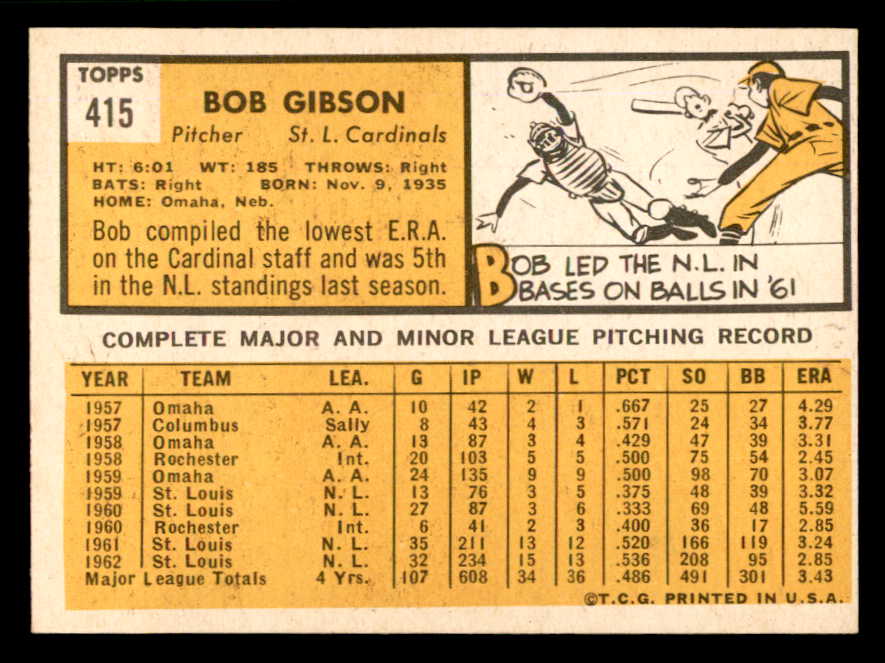 TOPPS
415
BOB GIBSON
Pitcher St. L. Cardinals
HT: 6:01 WT: 185 THROWS: Right
BATS: Right BORN: Nov. 9, 1935
HOME: Omaha, Neb.
Bob compiled the lowest E.R.A.
on the Cardinal staff and was 5th
in the N.L. standings last season.
BOB LED THE N.L. IN
BASES ON BALLS IN '61
COMPLETE MAJOR AND MINOR LEAGUE PITCHING RECORD
YEAR TEAM LEA. G IP W L PCT SO BB ERA
1957 Omaha A. A. 10 42 2 1 .667 25 27 4.29
1957 Columbus Sally 8 43 4 3 .571 24 34 3.77
1958 Omaha A. A. 13 87 3 4 .429 47 39 3.31
1958 Rochester Int. 20 103 5 5 .500 75 54 2.45
1959 Omaha A. A. 24 135 9 9 .500 98 70 3.07
1959 St. Louis N. L. 13 76 3 5 .375 48 39 3.32
1960 St. Louis N. L. 27 87 3 6 .333 69 48 5.59
1960 Rochester Int. 6 41 2 3 .400 36 17 2.85
1961 St. Louis N. L. 35 211 13 12 .520 166 119 3.24
1962 St. Louis N. L. 32 234 15 13 .536 208 95 2.85
Major League Totals 4 Yrs. 107 608 34 36 .486 491 301 3.43
©T.C.G. PRINTED IN U.S.A.